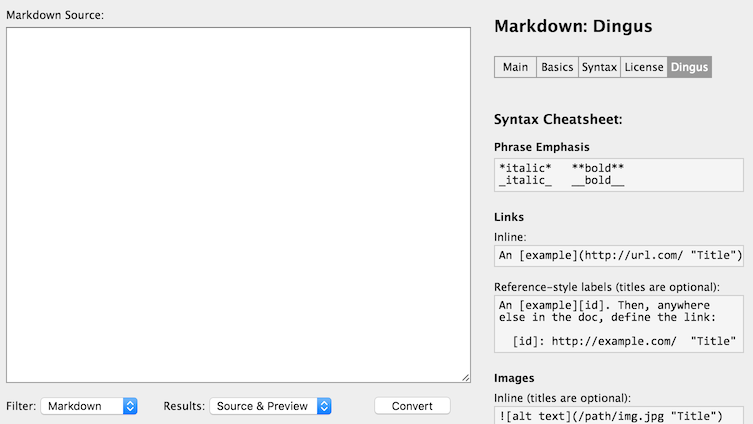 Markdown Source:
Filter: Markdown Results: Source & Preview Convert
Markdown: Dingus
Main Basics Syntax License Dingus
Syntax Cheatsheet:
Phrase Emphasis
*italic*   **bold**
_italic_   __bold__
Links
Inline:
An [example](http://url.com/ "Title")
Reference-style labels (titles are optional):
An [example][id]. Then, anywhere
else in the doc, define the link:
  [id]: http://example.com/  "Title"
Images
Inline (titles are optional):
![alt text](/path/img.jpg "Title")